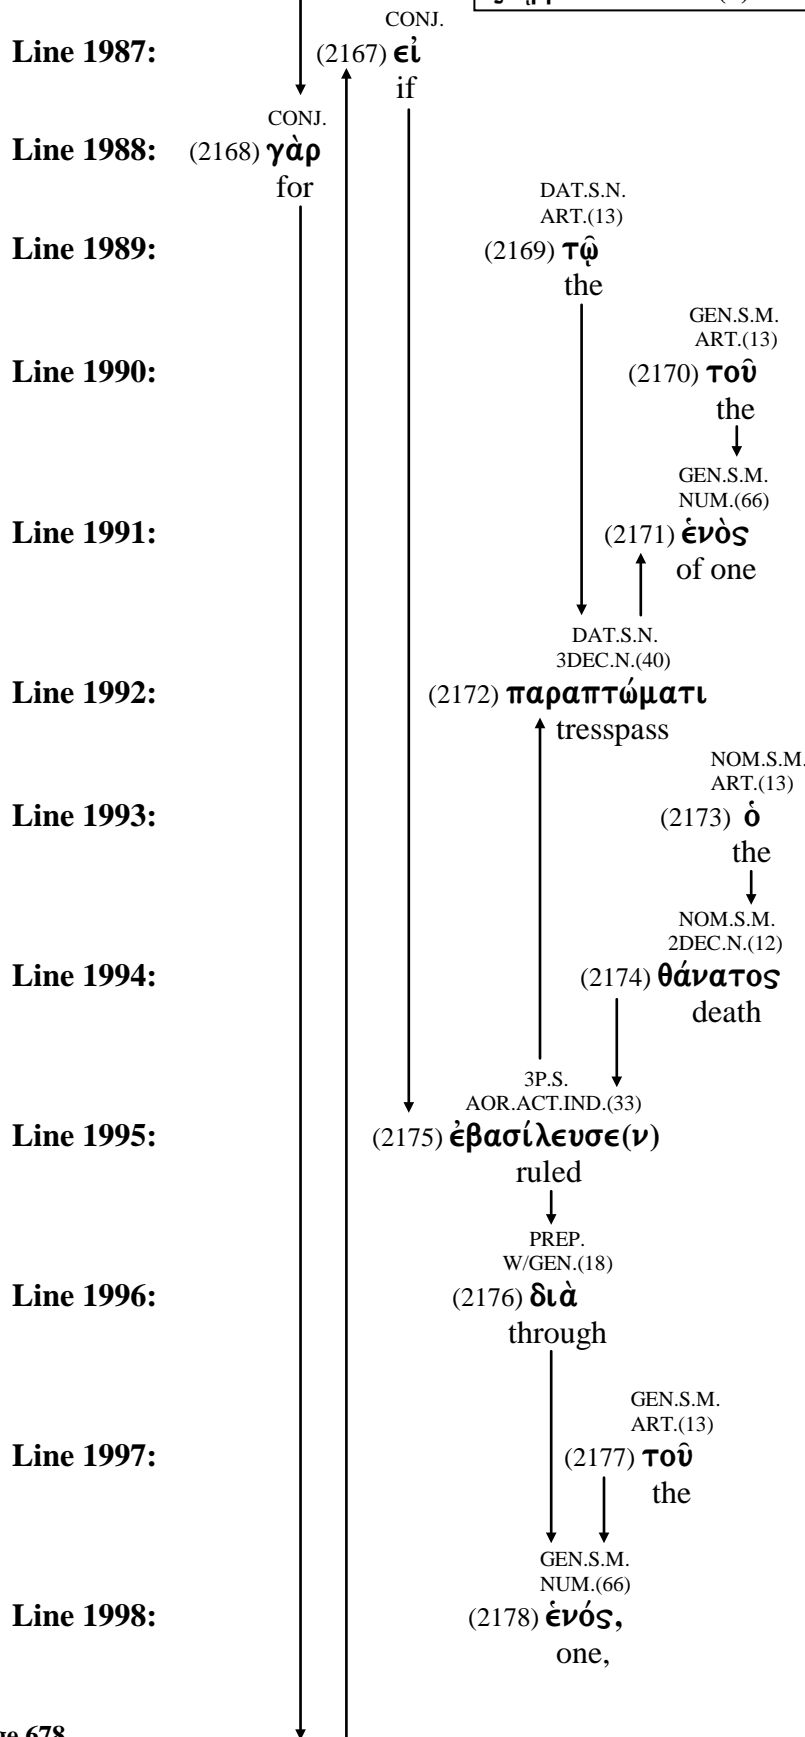 CONJ.
Line 1987: (2167) εἰ
if
CONJ.
Line 1988: (2168) γὰρ
for
DAT.S.N.
ART.(13)
Line 1989: (2169) τῷ
the
GEN.S.M.
ART.(13)
Line 1990: (2170) τοῦ
the
GEN.S.M.
NUM.(66)
Line 1991: (2171) ἑνὸς
of one
DAT.S.N.
3DEC.N.(40)
Line 1992: (2172) παραπτώματι
tresspass
NOM.S.M.
ART.(13)
Line 1993: (2173) ὁ
the
NOM.S.M.
2DEC.N.(12)
Line 1994: (2174) θάνατος
death
3P.S.
AOR.ACT.IND.(33)
Line 1995: (2175) ἐβασίλευσε(ν)
ruled
PREP.
W/GEN.(18)
Line 1996: (2176) διὰ
through
GEN.S.M.
ART.(13)
Line 1997: (2177) τοῦ
the
GEN.S.M.
NUM.(66)
Line 1998: (2178) ἑνός,
one,
678